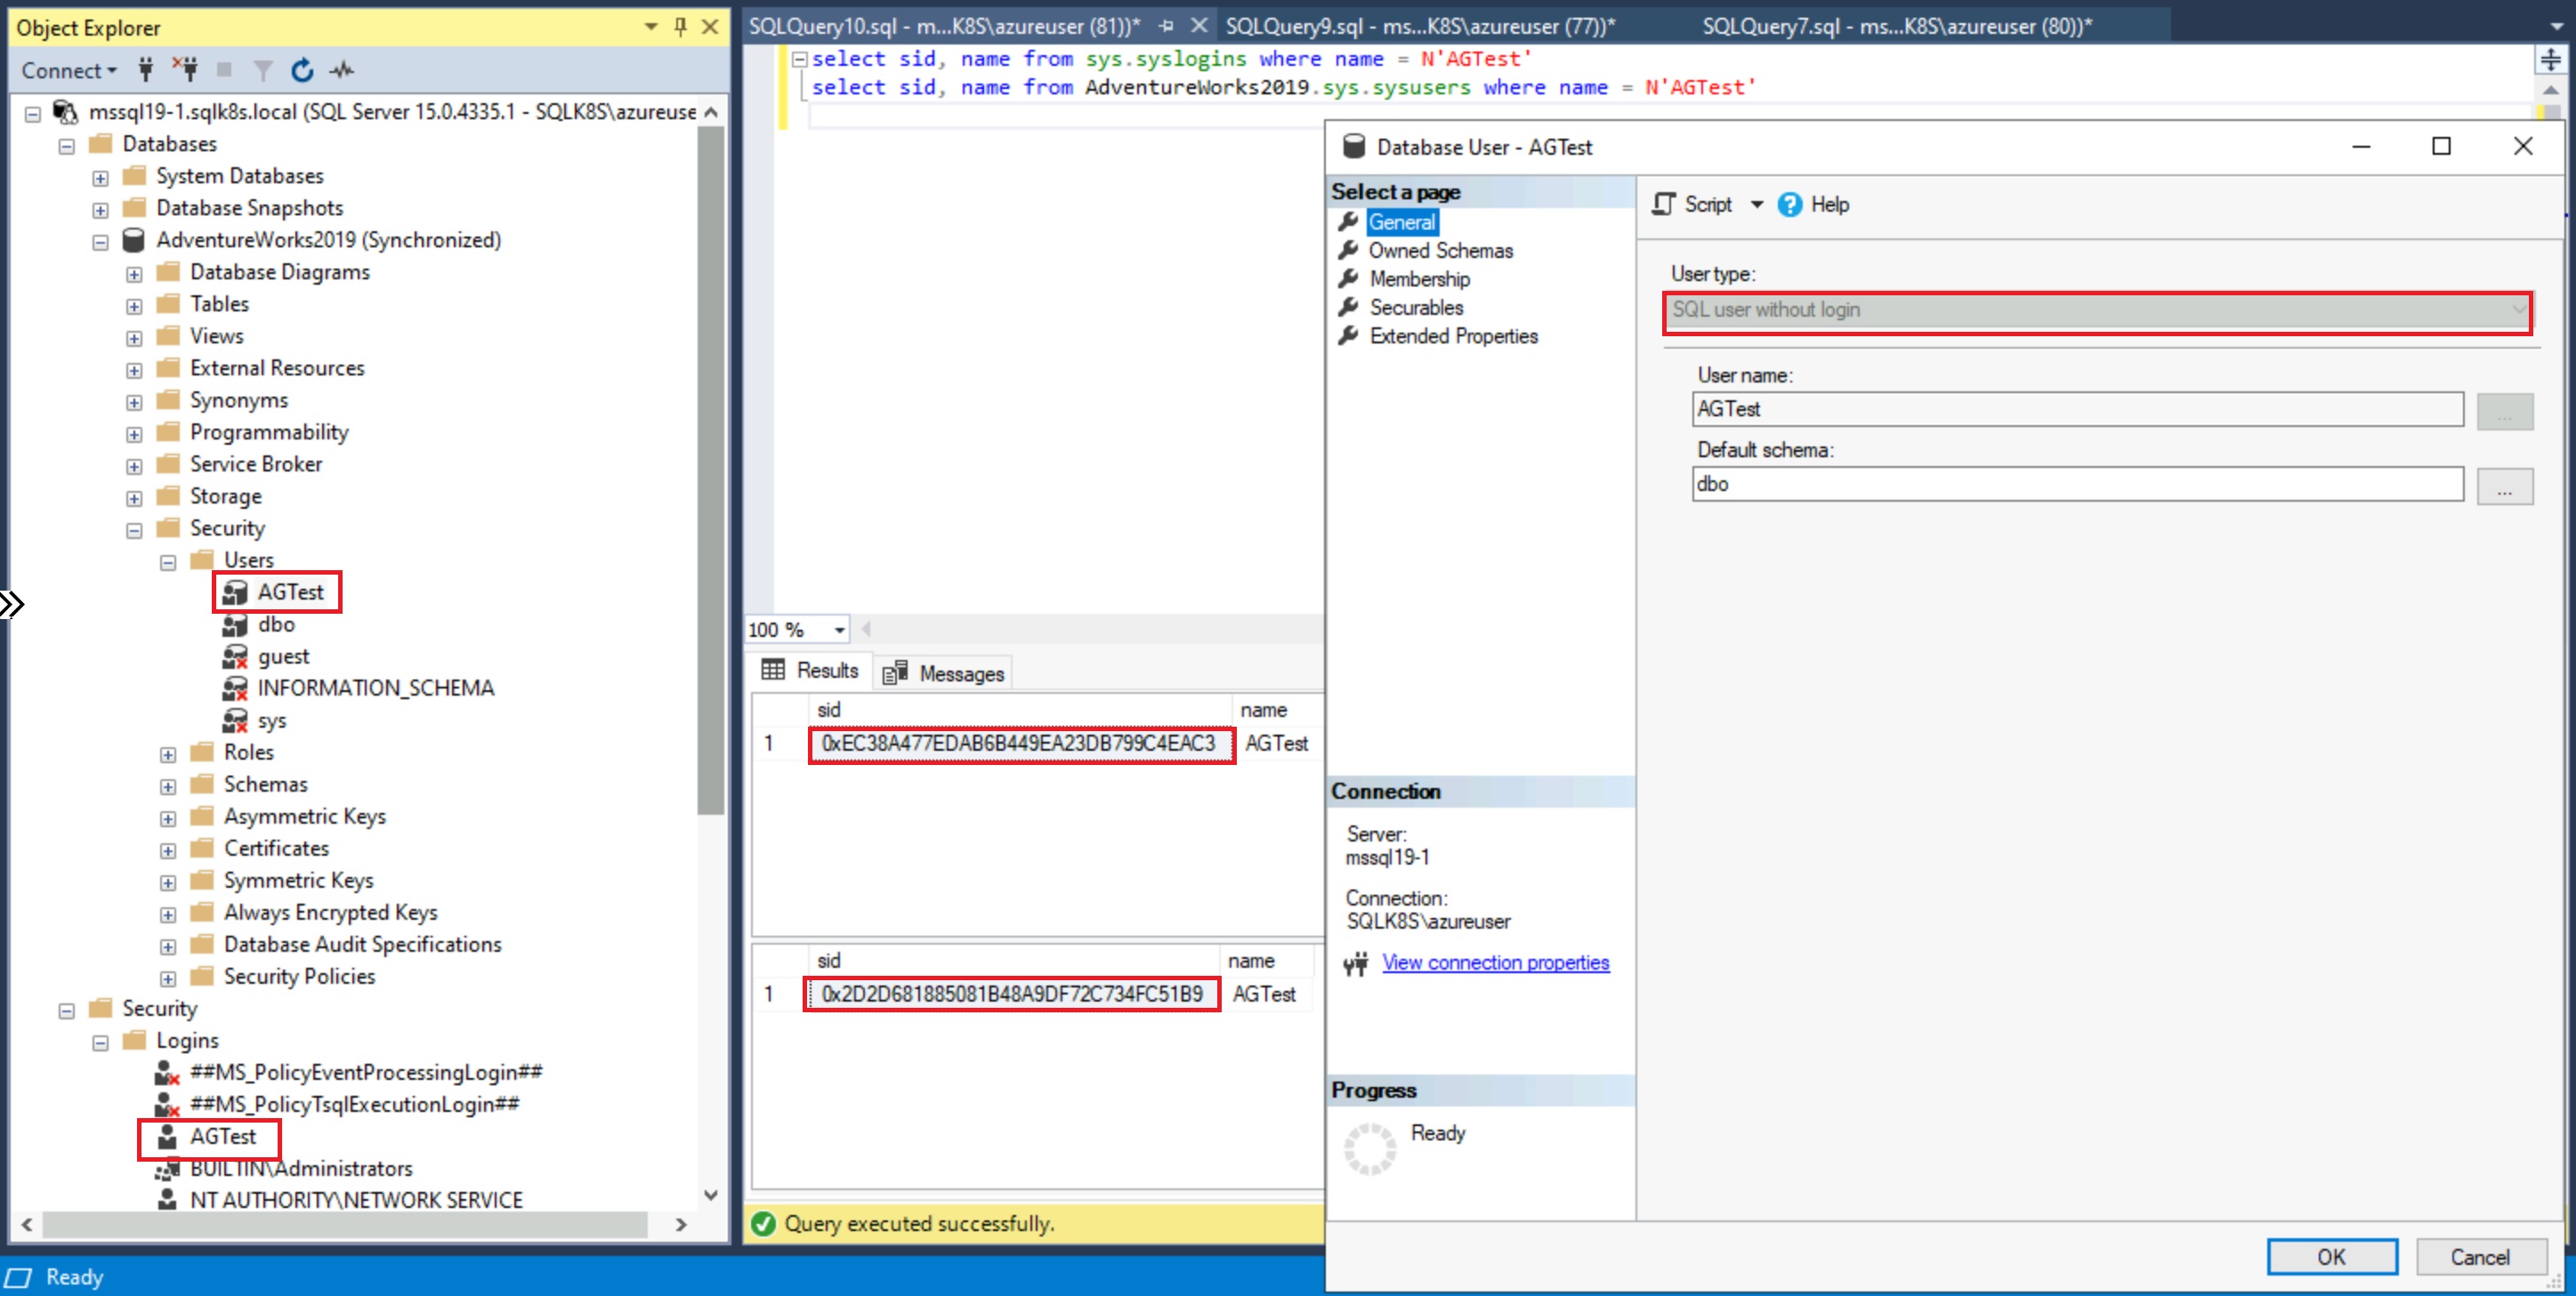 Object Explorer
Connect
mssql19-1.sqlk8s.local (SQL Server 15.0.4335.1 - SQLK8S\azureuse
Databases
System Databases
Database Snapshots
AdventureWorks2019 (Synchronized)
Database Diagrams
Tables
Views
External Resources
Synonyms
Programmability
Service Broker
Storage
Security
Users
AGTest
dbo
guest
INFORMATION_SCHEMA
sys
Roles
Schemas
Asymmetric Keys
Certificates
Symmetric Keys
Always Encrypted Keys
Database Audit Specifications
Security Policies
Security
Logins
##MS_PolicyEventProcessingLogin##
##MS_PolicyTsqlExecutionLogin##
AGTest
BUILTIN\Administrators
NT AUTHORITY\NETWORK SERVICE
Ready
SQLQuery10.sql - m...K8S\azureuser (81))*
SQLQuery9.sql - ms...K8S\azureuser (77))*
SQLQuery7.sql - ms...K8S\azureuser (80))*
select sid, name from sys.syslogins where name = N'AGTest'
select sid, name from AdventureWorks2019.sys.sysusers where name = N'AGTest'
100 %
Results
Messages
sid name
1 0xEC38A477EDAB6B449EA23DB799C4EAC3 AGTest
sid name
1 0x2D2D681885081B48A9DF72C734FC51B9 AGTest
Query executed successfully.
Database User - AGTest
Select a page
General
Owned Schemas
Membership
Securables
Extended Properties
Connection
Server:
mssql19-1
Connection:
SQLK8S\azureuser
View connection properties
Progress
Ready
Script
Help
User type:
SQL user without login
User name:
AGTest
...
Default schema:
dbo
...
OK
Cancel